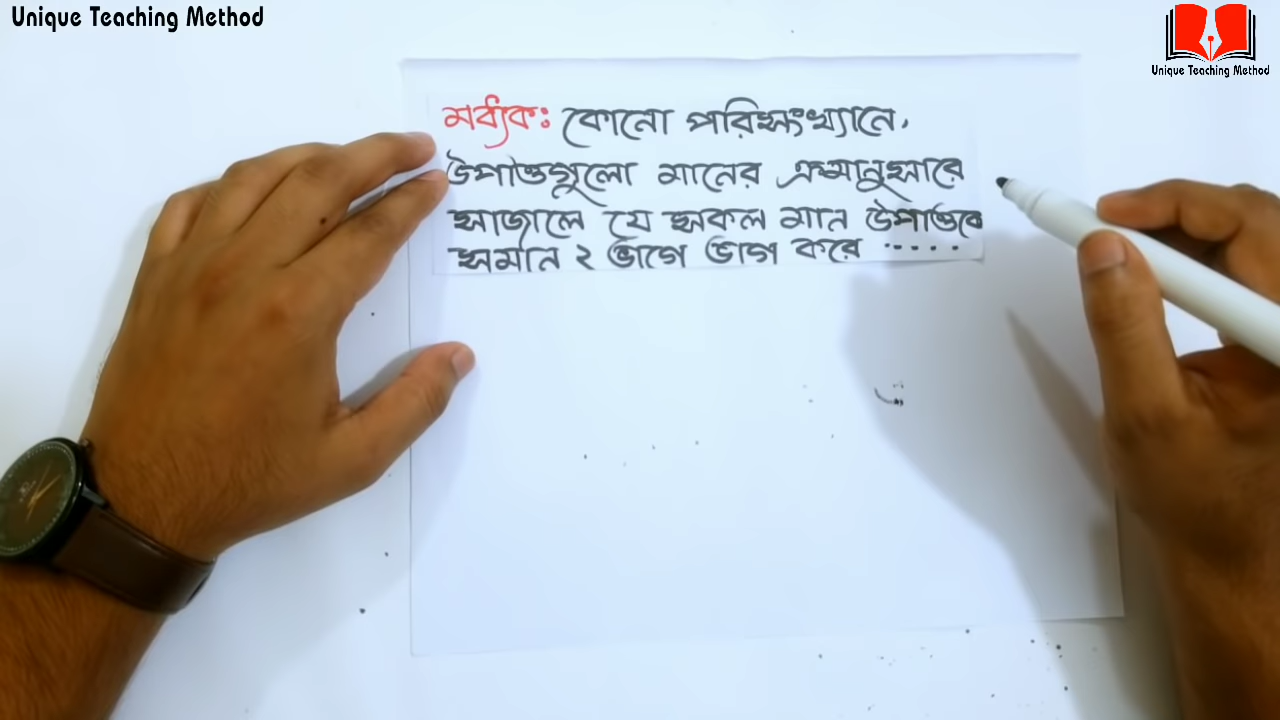 Unique Teaching Method
Unique Teaching Method
মধ্যক: কোনো পরিসংখ্যানে,
উপাত্তগুলো মানের ক্রমানুসারে
সাজালে যে সকল মান উপাত্তকে
সমান ২ ভাগে ভাগ করে .....